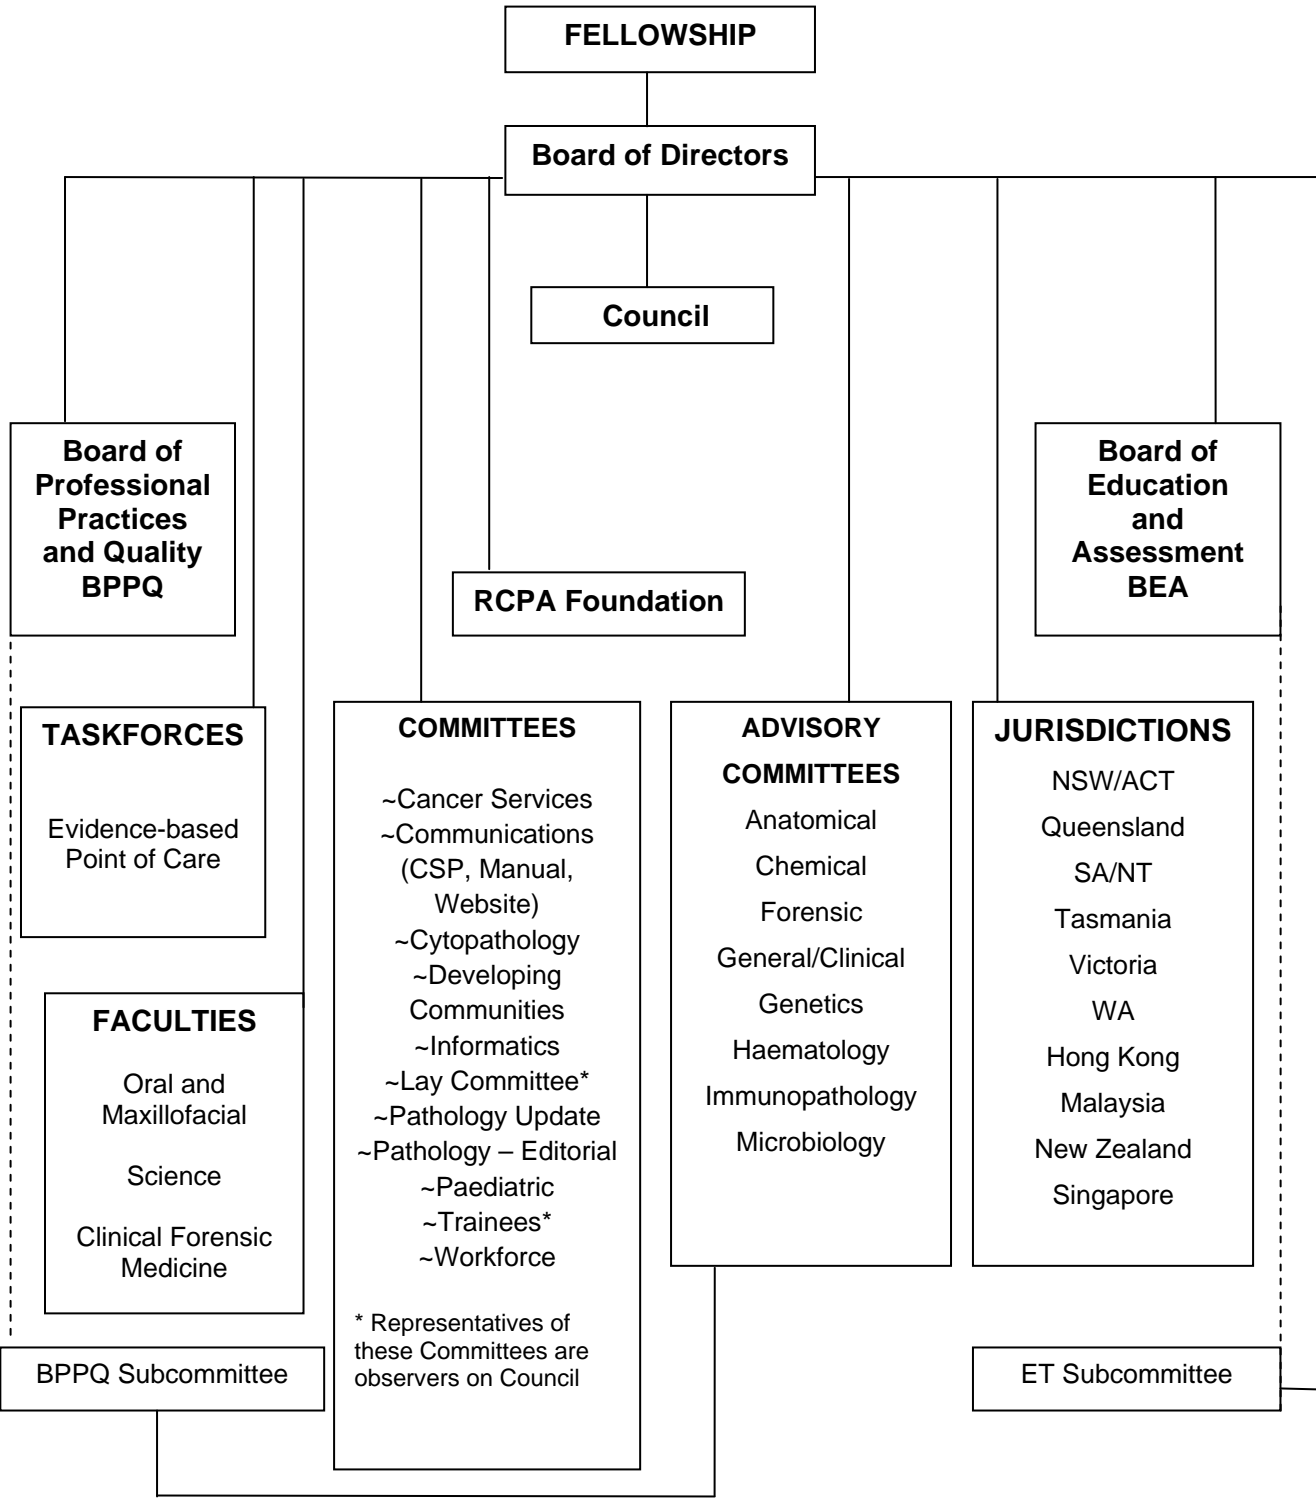 FELLOWSHIP
Board of Directors
Council
Board of
Professional
Practices
and Quality
BPPQ
Board of
Education
and
Assessment
BEA
RCPA Foundation
TASKFORCES
Evidence-based
Point of Care
FACULTIES
Oral and
Maxillofacial
Science
Clinical Forensic
Medicine
COMMITTEES
~Cancer Services
~Communications
(CSP, Manual,
Website)
~Cytopathology
~Developing
Communities
~Informatics
~Lay Committee*
~Pathology Update
~Pathology – Editorial
~Paediatric
~Trainees*
~Workforce
* Representatives of
these Committees are
observers on Council
ADVISORY
COMMITTEES
Anatomical
Chemical
Forensic
General/Clinical
Genetics
Haematology
Immunopathology
Microbiology
JURISDICTIONS
NSW/ACT
Queensland
SA/NT
Tasmania
Victoria
WA
Hong Kong
Malaysia
New Zealand
Singapore
BPPQ Subcommittee
ET Subcommittee